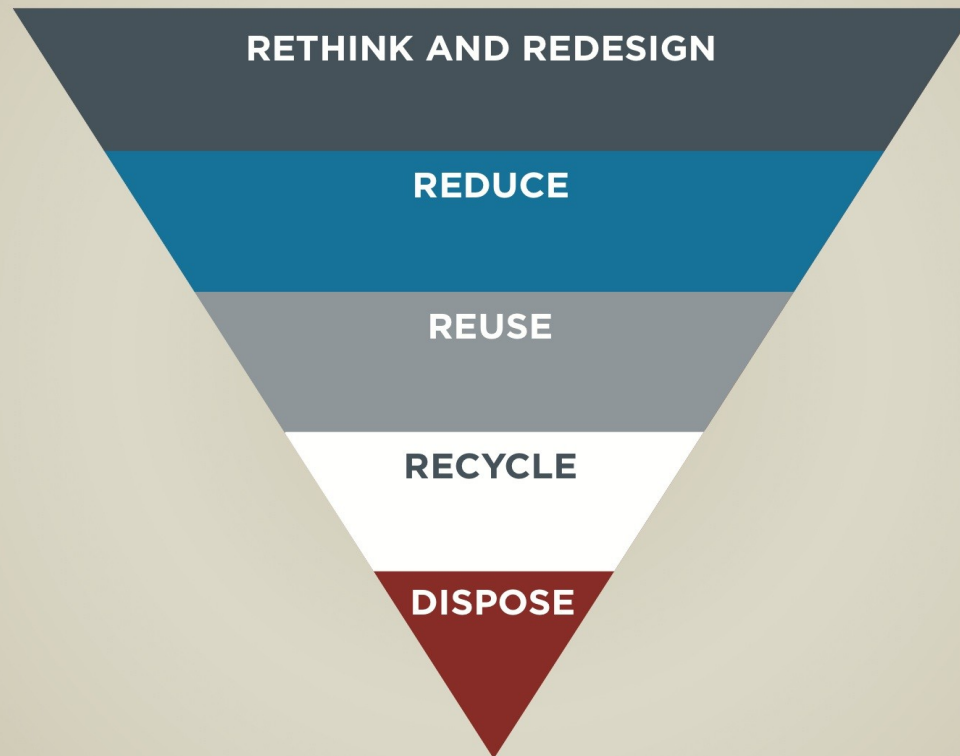 RETHINK AND REDESIGN
REDUCE
REUSE
RECYCLE
DISPOSE